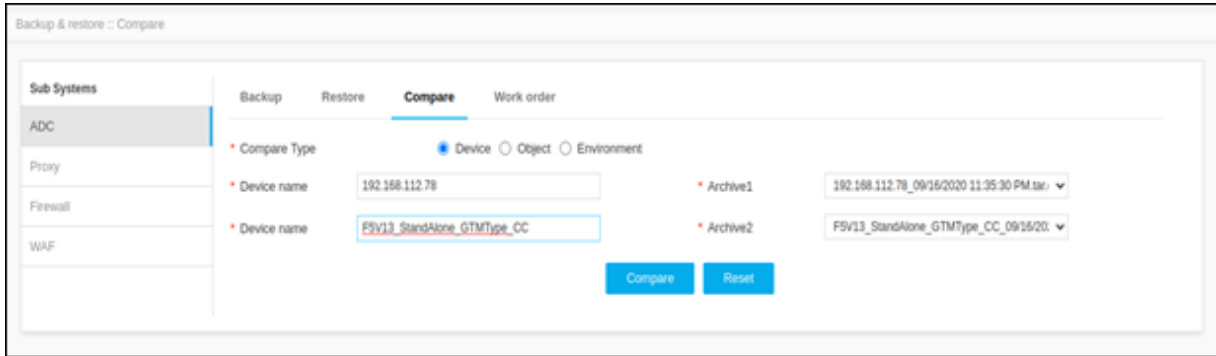 Backup & restore :: Compare
Sub Systems
ADC
Proxy
Firewall
WAF
Backup Restore Compare Work order
* Compare Type Device Object Environment
* Device name 192.168.112.78 * Archive1 192.168.112.78_09/16/2020 11:35:30 PM.tar.
* Device name F5V13_StandAlone_GTMType_CC * Archive2 F5V13_StandAlone_GTMType_CC_09/16/20
Compare Reset